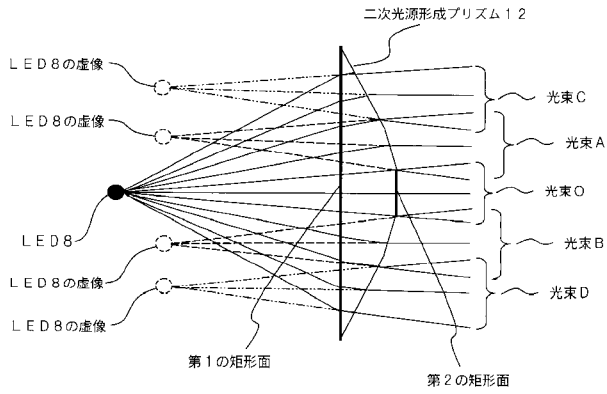 二次光源形成プリズム１２
ＬＥＤ８の虚像
光束Ｃ
ＬＥＤ８の虚像
光束Ａ
光束Ｏ
ＬＥＤ８
光束Ｂ
ＬＥＤ８の虚像
光束Ｄ
ＬＥＤ８の虚像
第１の矩形面
第２の矩形面